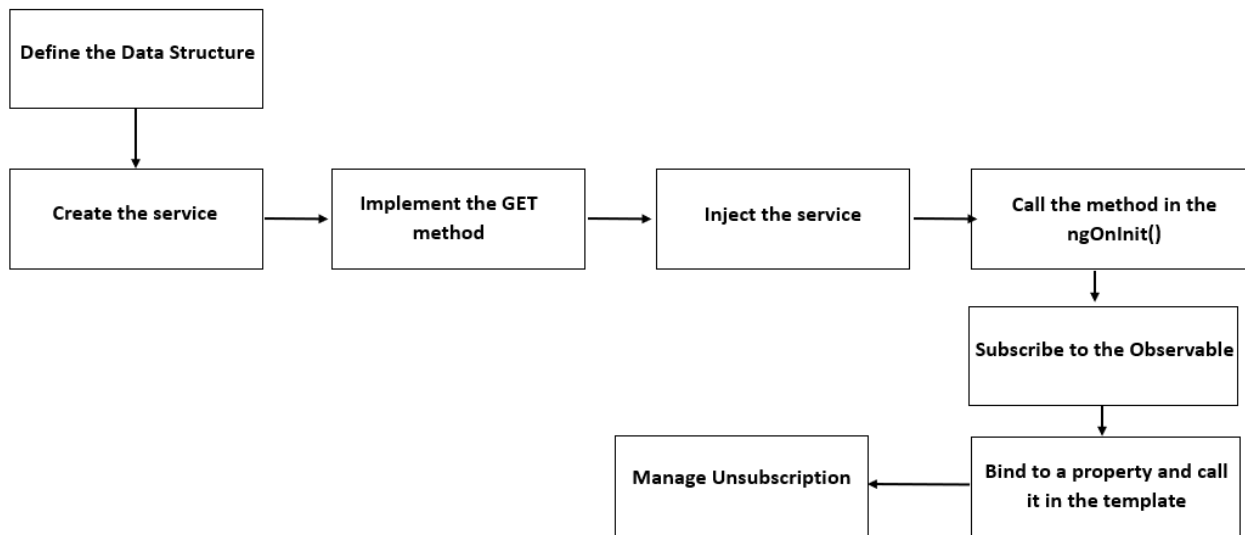 Define the Data Structure
Create the service
Implement the GET
method
Inject the service
Call the method in the
ngOnInit()
Subscribe to the Observable
Bind to a property and call
it in the template
Manage Unsubscription